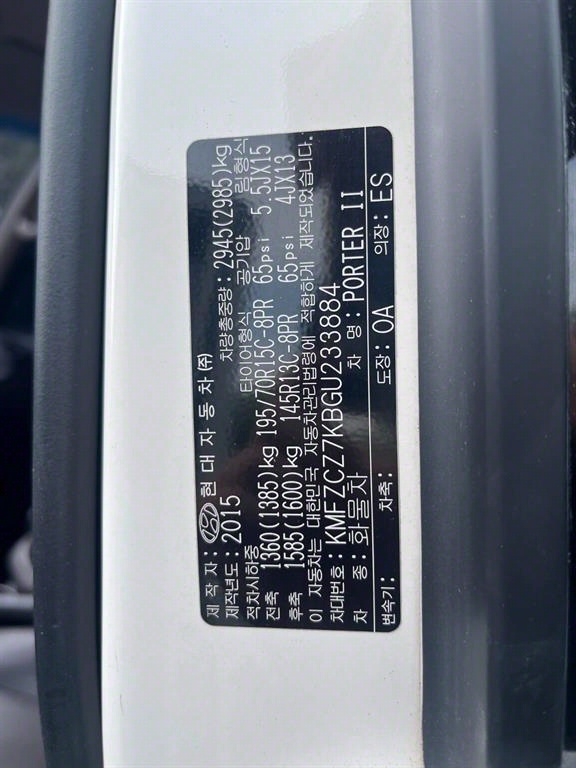 제 작 자: 현대자동차(주)
제작년도: 2015 차량총중량: 2945(2985)kg
적차시하중 타이어형식 공기압 림형식
전축 1360(1385)kg 195/70R15C-8PR 65psi 5.5JX15
후축 1585(1600)kg 145R13C-8PR 65psi 4JX13
이 자동차는 대한민국 자동차관리법령에 적합하게 제작되었습니다.
차대번호: KMFZCZ7KBGU233884
차 종: 화물차 차 명: PORTER II
변속기: 차축: 도장: OA 의장: ES